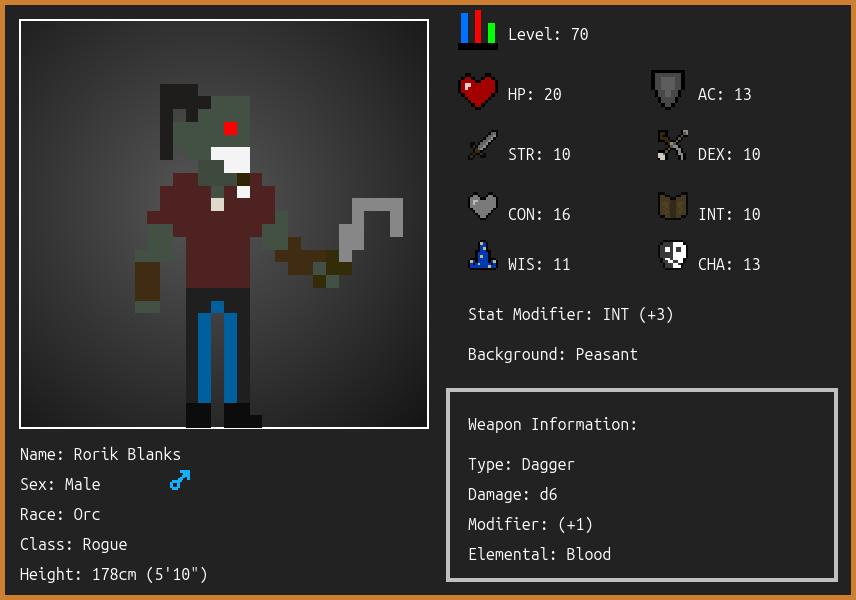 Level: 70
HP: 20
AC: 13
STR: 10
DEX: 10
CON: 16
INT: 10
WIS: 11
CHA: 13
Stat Modifier: INT (+3)
Background: Peasant
Weapon Information:
Type: Dagger
Damage: d6
Modifier: (+1)
Elemental: Blood
Name: Rorik Blanks
Sex: Male
Race: Orc
Class: Rogue
Height: 178cm (5'10")